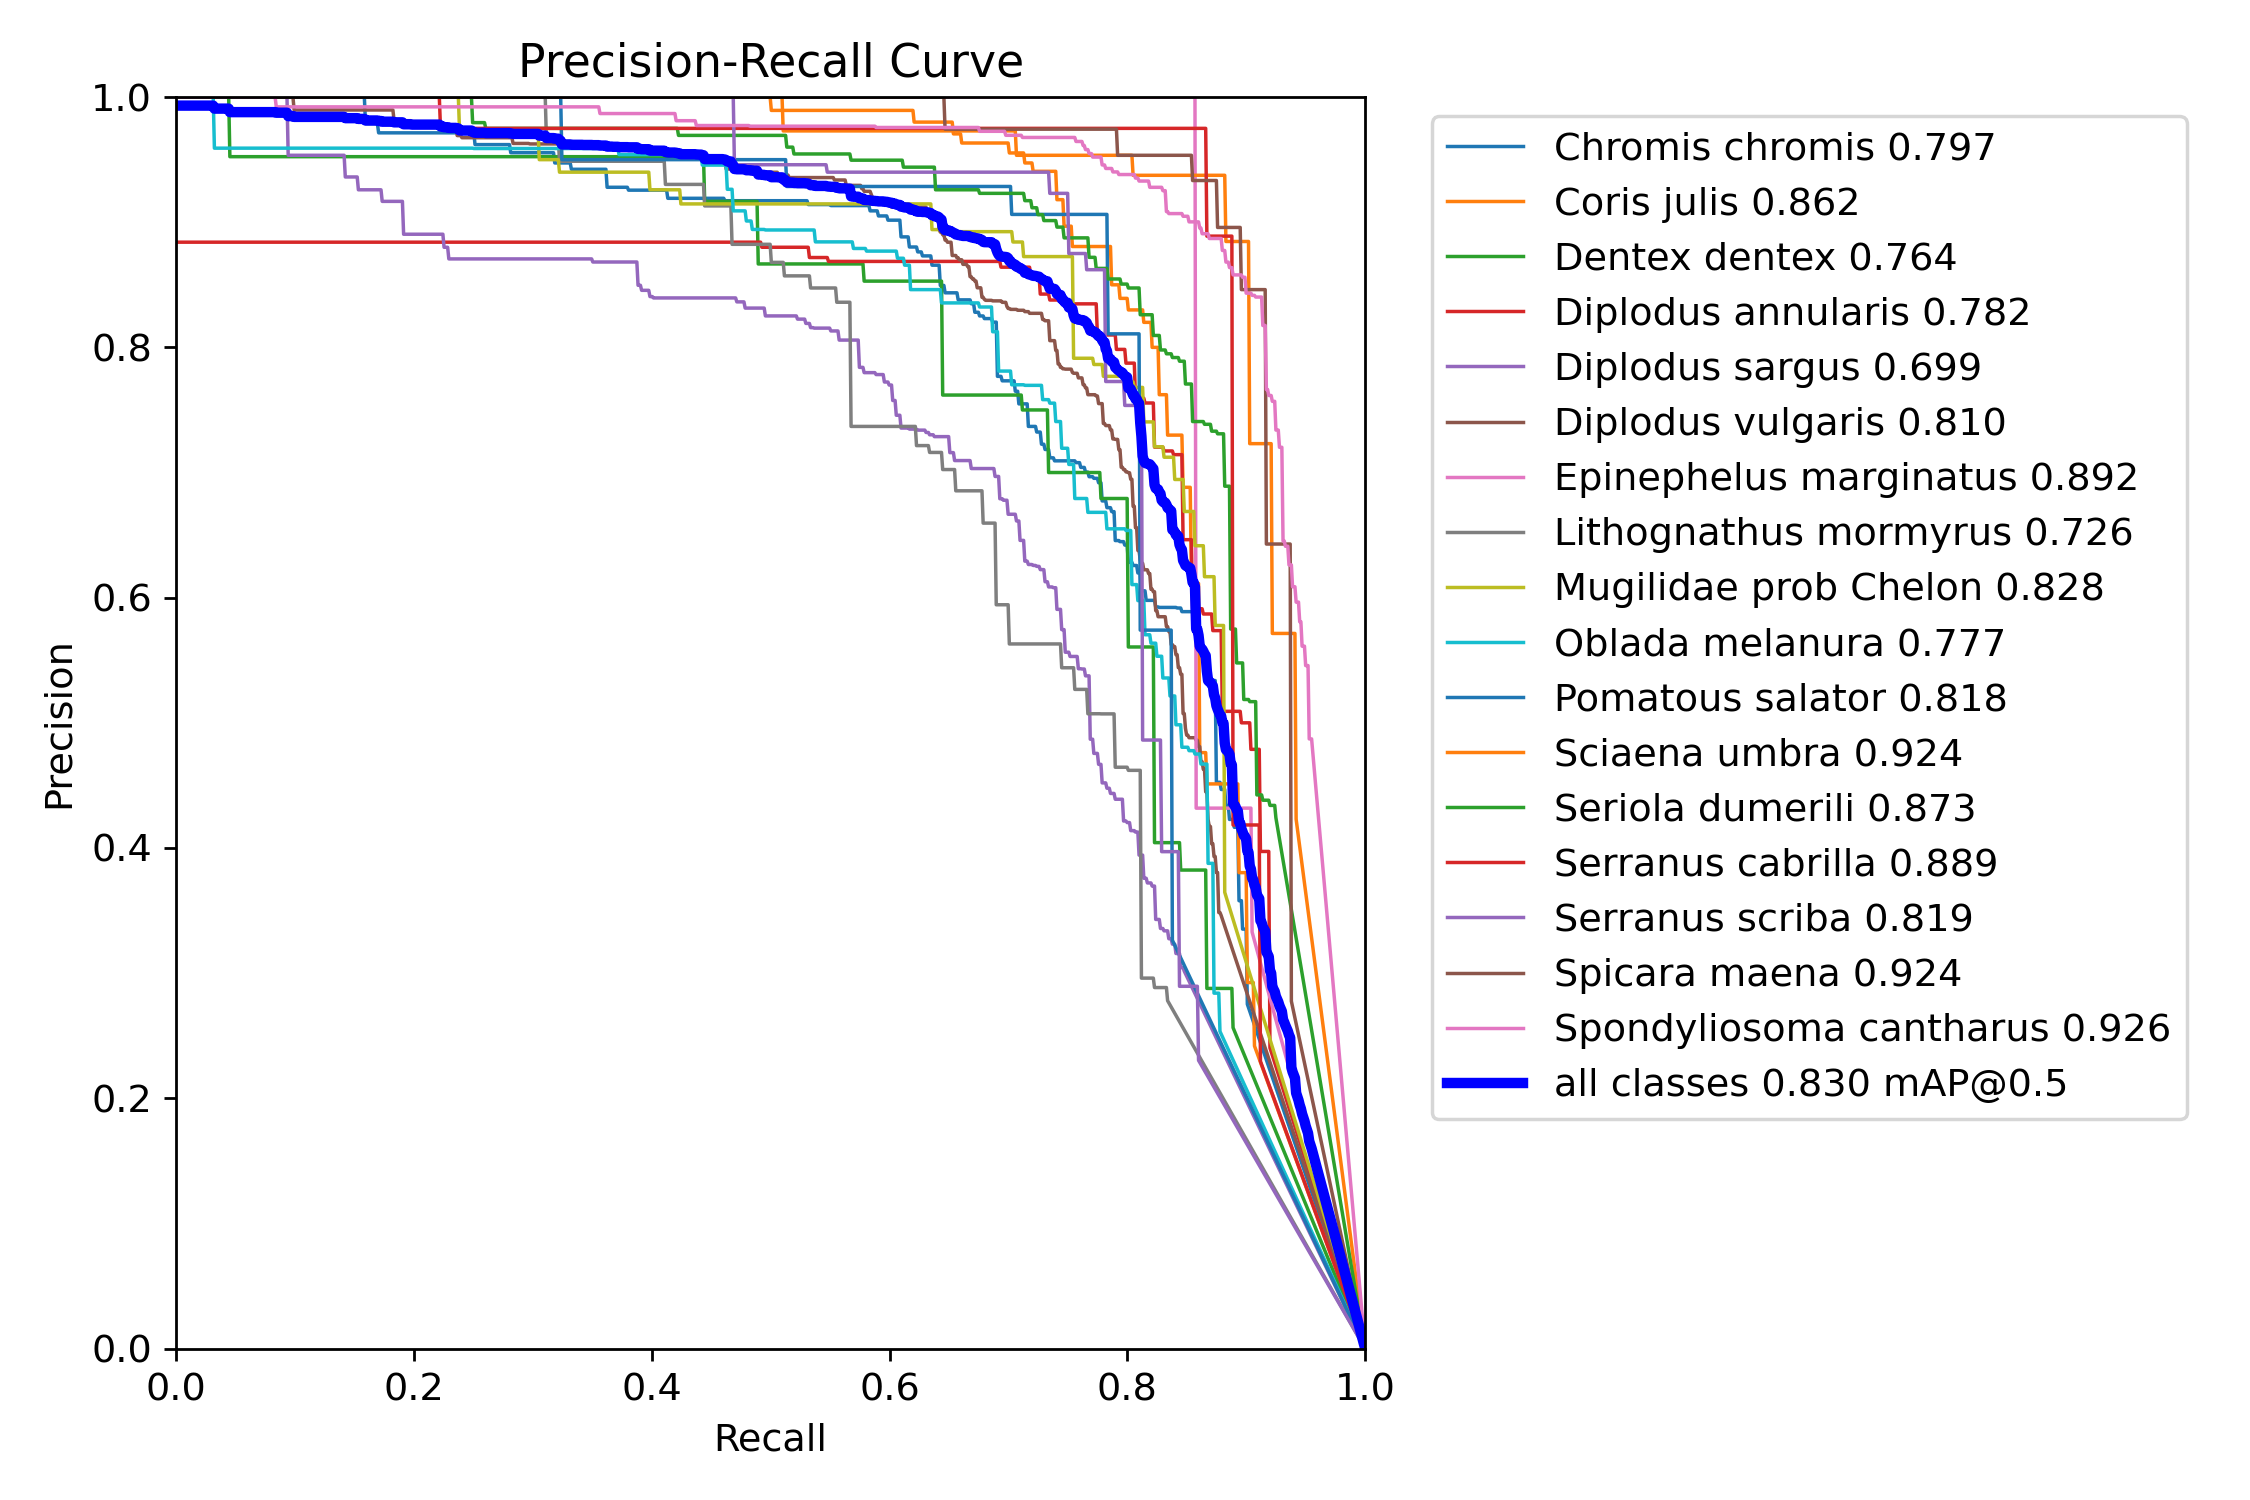 Precision-Recall Curve
1.0
0.8
0.6
0.4
0.2
0.0
Precision
0.0 0.2 0.4 0.6 0.8 1.0
Recall
Chromis chromis 0.797
Coris julis 0.862
Dentex dentex 0.764
Diplodus annularis 0.782
Diplodus sargus 0.699
Diplodus vulgaris 0.810
Epinephelus marginatus 0.892
Lithognathus mormyrus 0.726
Mugilidae prob Chelon 0.828
Oblada melanura 0.777
Pomatous salator 0.818
Sciaena umbra 0.924
Seriola dumerili 0.873
Serranus cabrilla 0.889
Serranus scriba 0.819
Spicara maena 0.924
Spondyliosoma cantharus 0.926
all classes 0.830 mAP@0.5